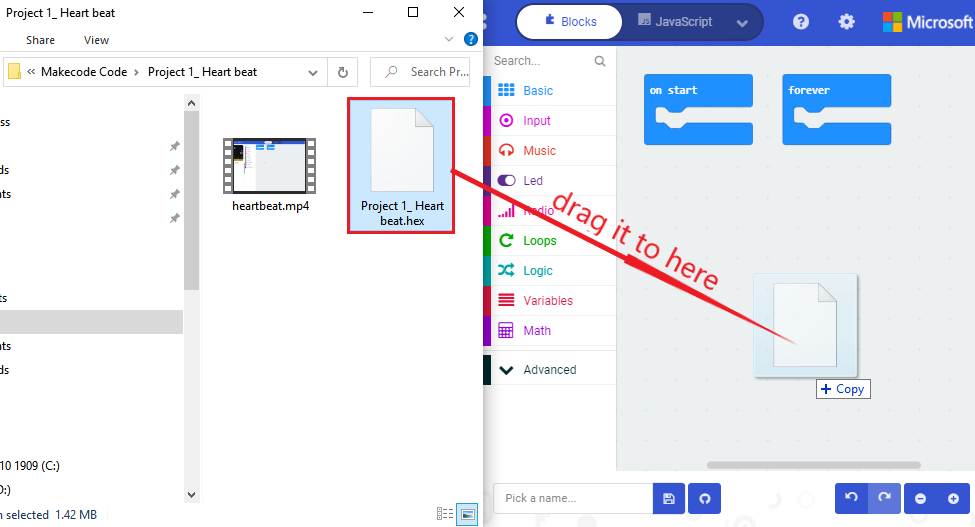 Project 1_ Heart beat
Share View
?
« Makecode Code > Project 1_ Heart beat
Search Pr...
ss
ds
nts
heartbeat.mp4
Project 1_ Heart
beat.hex
ts
nts
ds
10 1909 (C:)
D:)
n selected 1.42 MB
Blocks
JavaScript
?
Microsoft
Search...
Basic
Input
Music
Led
Radio
Loops
Logic
Variables
Math
Advanced
on start
forever
drag it to here
+ Copy
Pick a name...